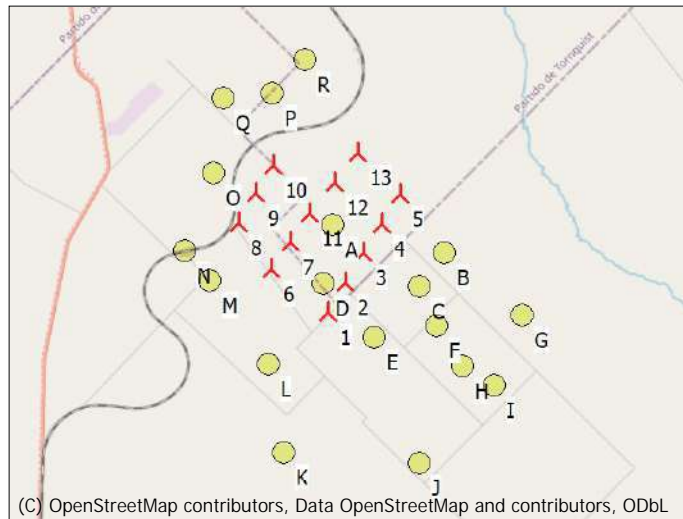 Partido de
Partido de Tornquist
R
P
Q
O
10
13
9
12
5
8
11
4
A
7
3
B
N
M
6
D
2
C
1
G
E
F
H
I
L
K
J
(C) OpenStreetMap contributors, Data OpenStreetMap and contributors, ODbL